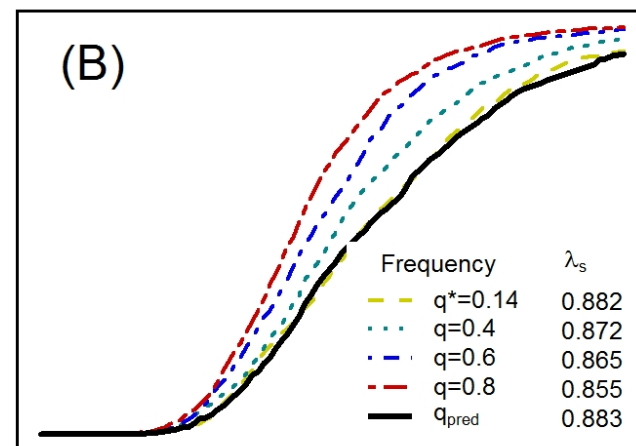 (B)
Frequency λs
q*=0.14 0.882
q=0.4 0.872
q=0.6 0.865
q=0.8 0.855
qpred 0.883